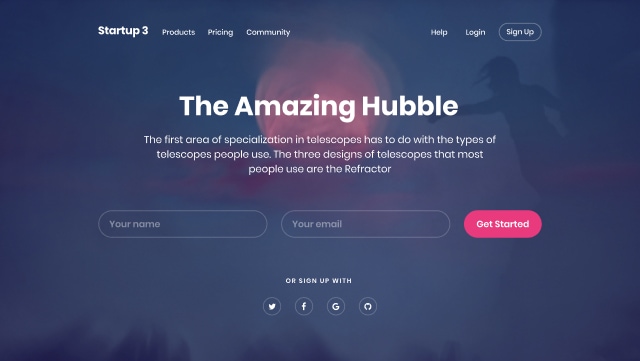 Startup 3 Products Pricing Community Help Login Sign Up
The Amazing Hubble
The first area of specialization in telescopes has to do with the types of
telescopes people use. The three designs of telescopes that most
people use are the Refractor
Your name Your email Get Started
OR SIGN UP WITH